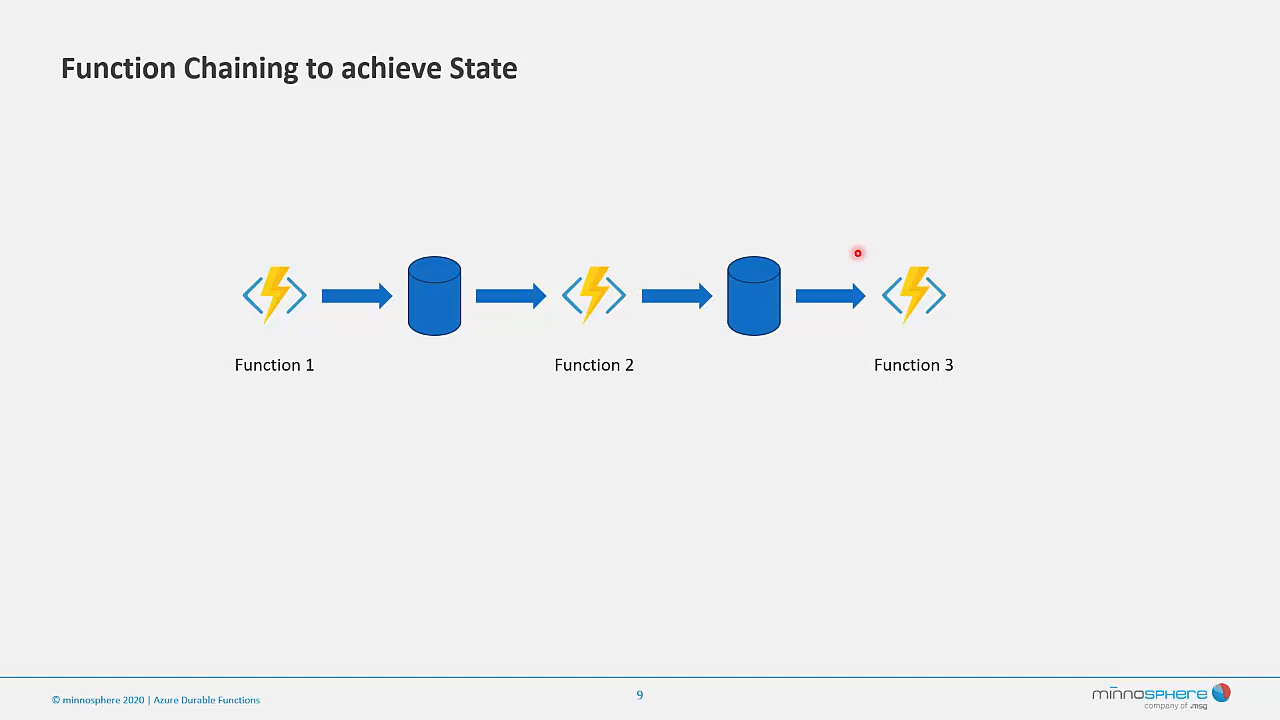 Function Chaining to achieve State
Function 1
Function 2
Function 3
© minnosphere 2020 | Azure Durable Functions
9
minnosphere
company of .msg